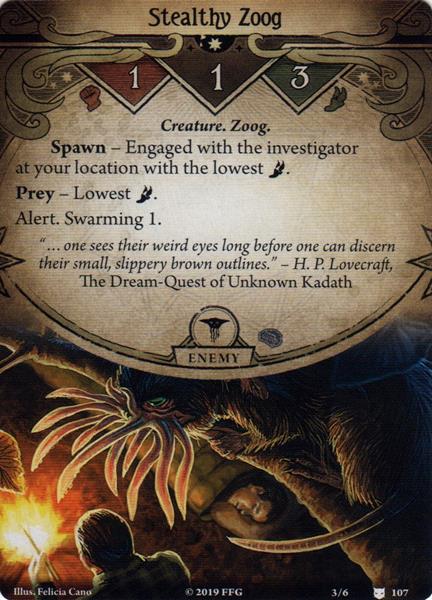 Stealthy Zoog
1 1 3
Creature. Zoog.
Spawn – Engaged with the investigator
at your location with the lowest .
Prey – Lowest .
Alert. Swarming 1.
“… one sees their weird eyes long before one can discern
their small, slippery brown outlines.” – H. P. Lovecraft,
The Dream-Quest of Unknown Kadath
ENEMY
Illus. Felicia Cano © 2019 FFG 3/6 107